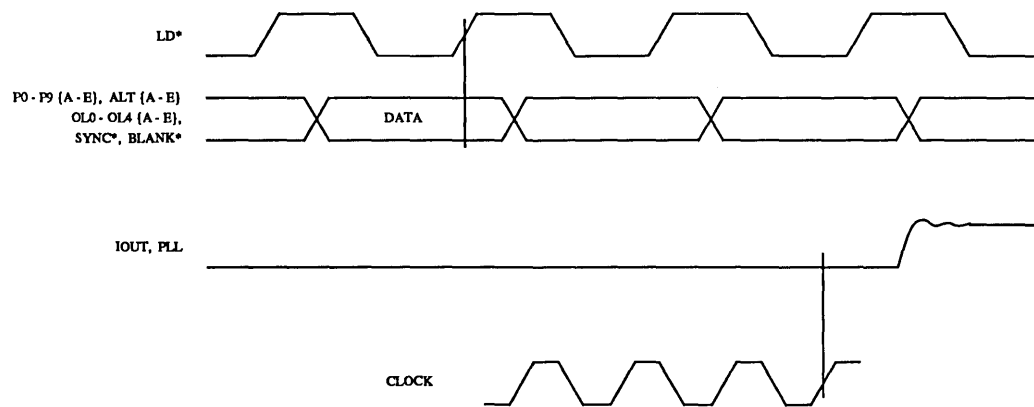 LD*
P0 - P9 {A - E}, ALT {A - E}
OL0 - OL4 {A - E},
SYNC*, BLANK*
DATA
IOUT, PLL
CLOCK